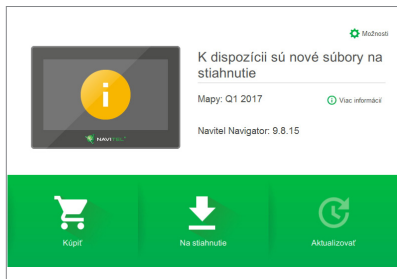 Možnosti
K dispozícii sú nové súbory na
stiahnutie
Mapy: Q1 2017
Viac informácií
Navitel Navigator: 9.8.15
NAVITEL
Kúpiť
Na stiahnutie
Aktualizovať